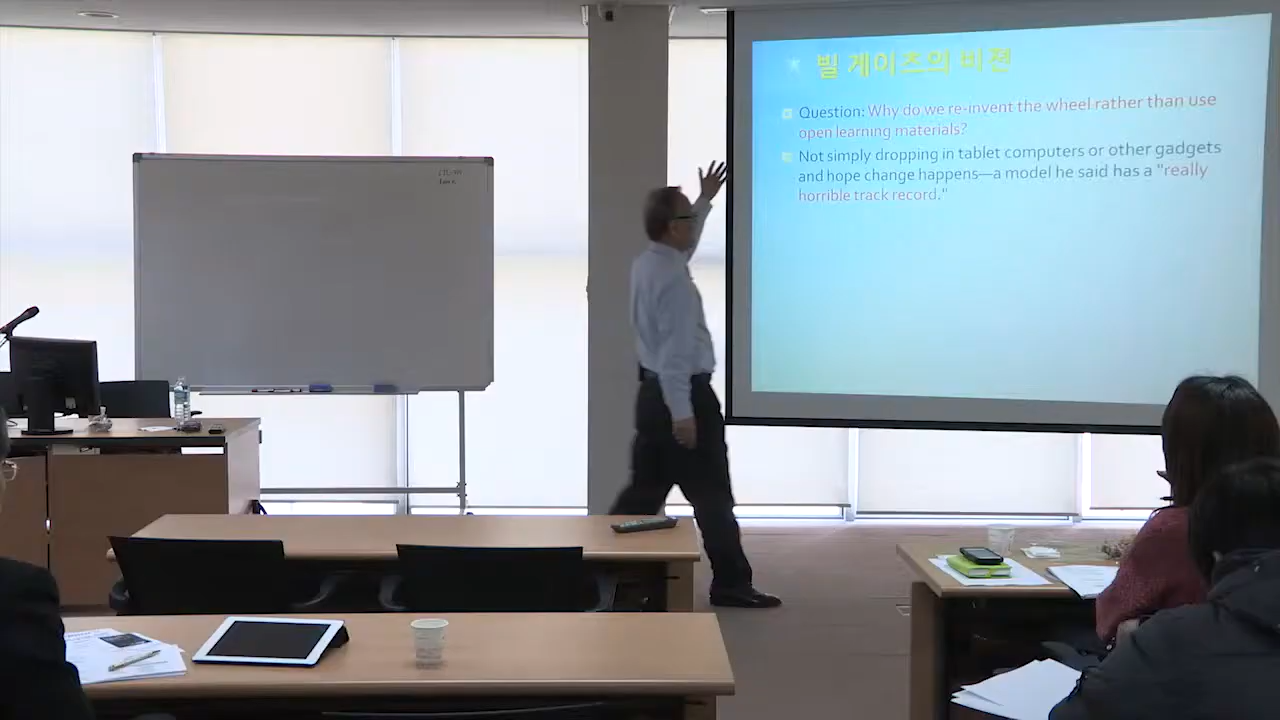 빌 게이츠의 비젼
Question: Why do we re-invent the wheel rather than use
open learning materials?
Not simply dropping in tablet computers or other gadgets
and hope change happens—a model he said has a "really
horrible track record."